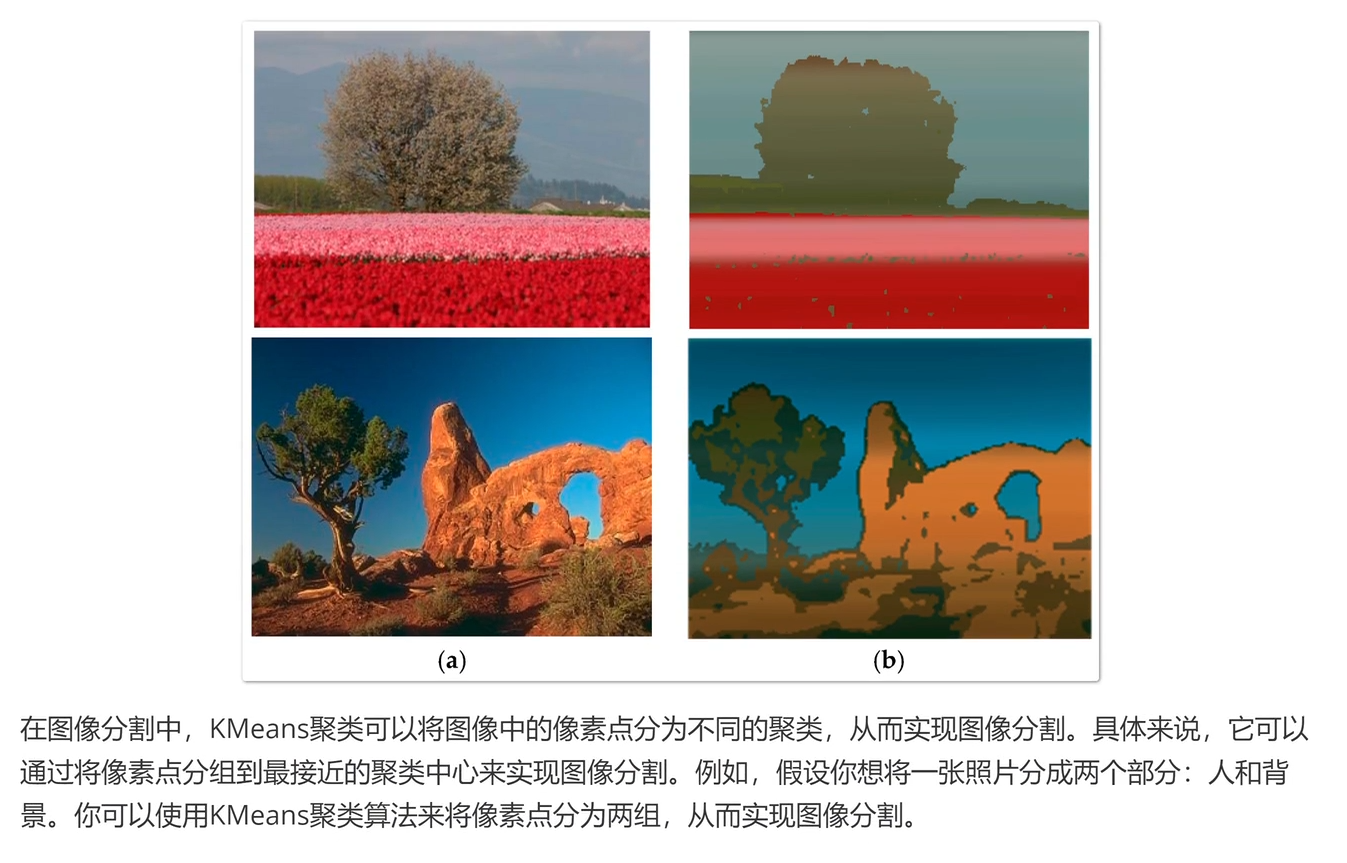 (a) (b)
在图像分割中，KMeans聚类可以将图像中的像素点分为不同的聚类，从而实现图像分割。具体来说，它可以
通过将像素点分组到最接近的聚类中心来实现图像分割。例如，假设你想将一张照片分成两个部分：人和背
景。你可以使用KMeans聚类算法来将像素点分为两组，从而实现图像分割。